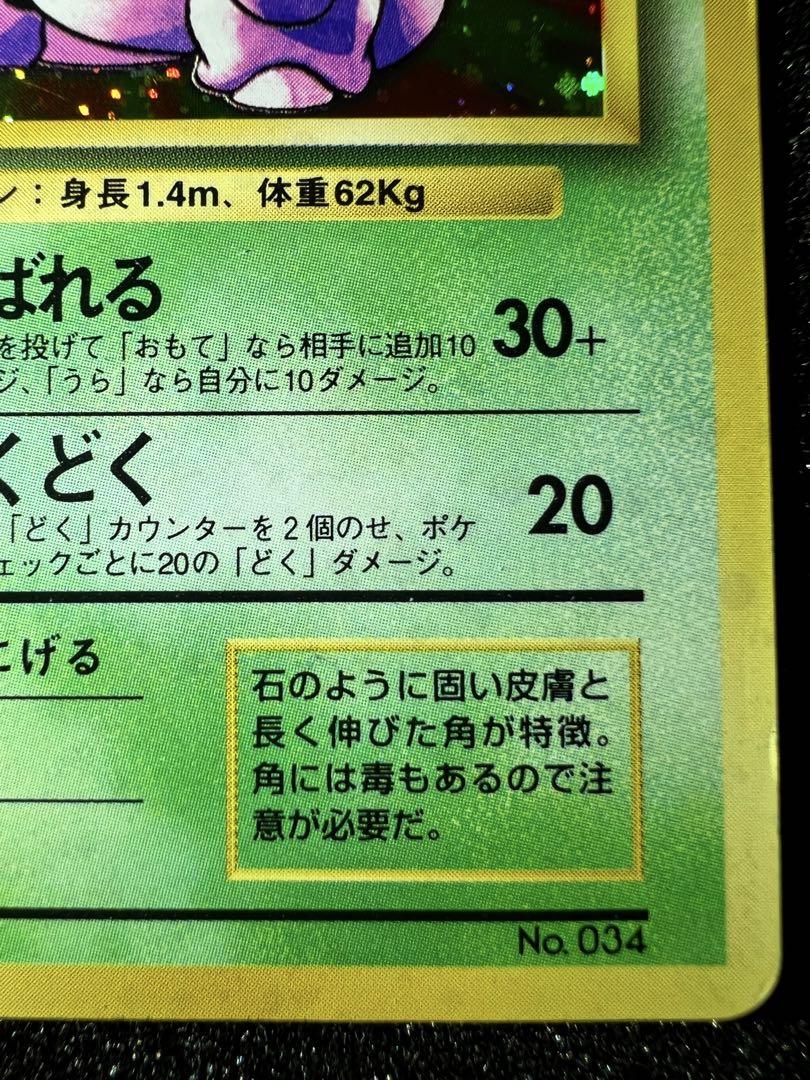 ン：身長1.4m、体重62Kg
ばれる
30+
を投げて「おもて」なら相手に追加10
ジ、「うら」なら自分に10ダメージ。
くどく
20
「どく」カウンターを2個のせ、ポケ
ェックごとに20の「どく」ダメージ。
にげる
石のように固い皮膚と
長く伸びた角が特徴。
角には毒もあるので注
意が必要だ。
No. 034